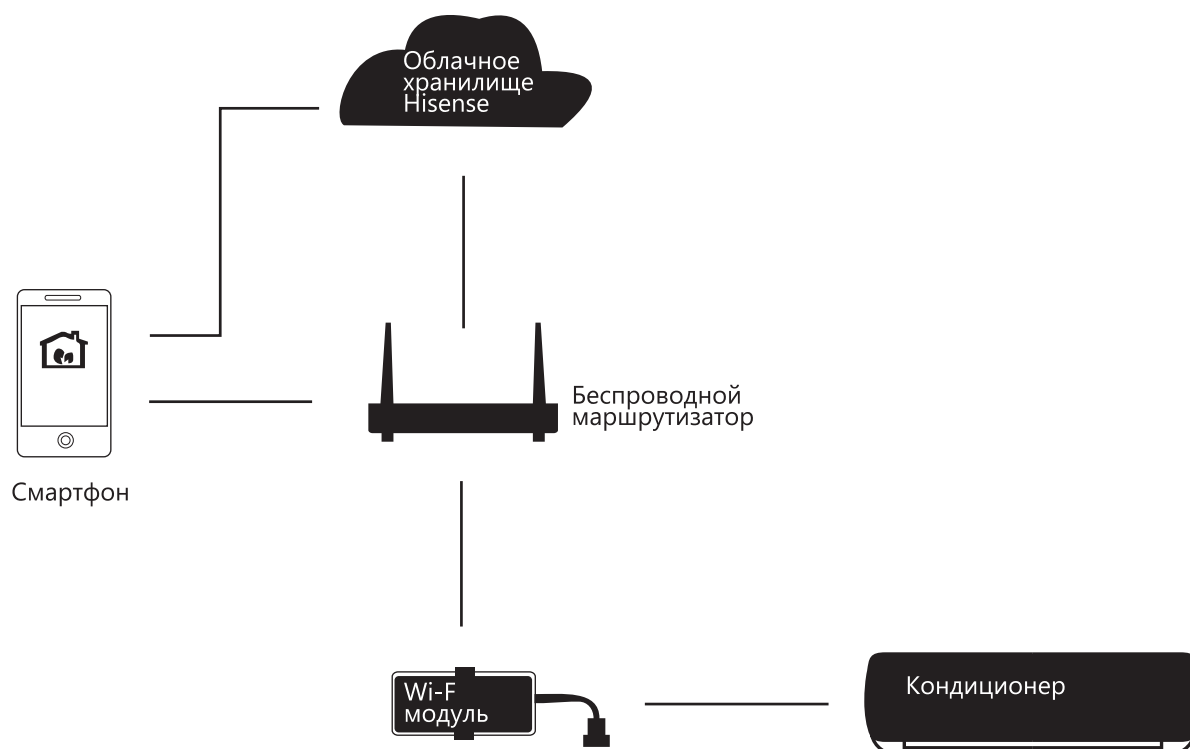 Облачное
хранилище
Hisense
Беспроводной
маршрутизатор
Смартфон
Wi-F
модуль
Кондиционер